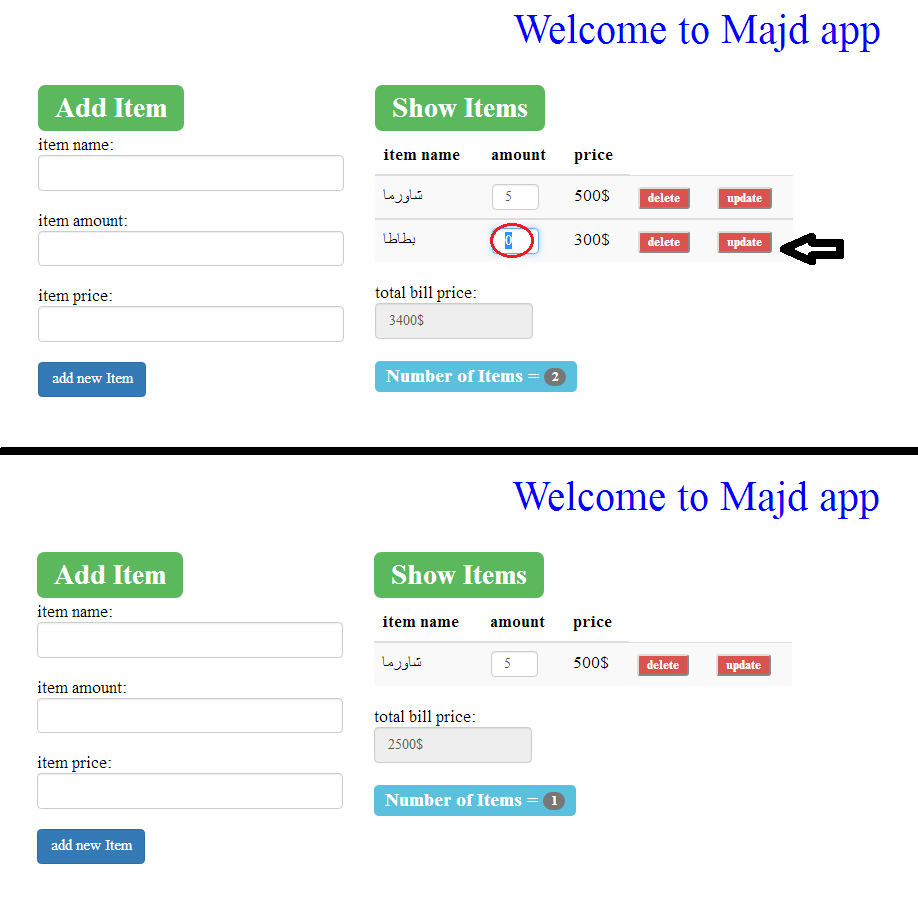 Welcome to Majd app
Add Item
item name:
item amount:
item price:
add new Item
Show Items
item name amount price
شاورما 5 500$ delete update
بطاطا 0 300$ delete update
total bill price:
3400$
Number of Items = 2
Welcome to Majd app
Add Item
item name:
item amount:
item price:
add new Item
Show Items
item name amount price
شاورما 5 500$ delete update
total bill price:
2500$
Number of Items = 1